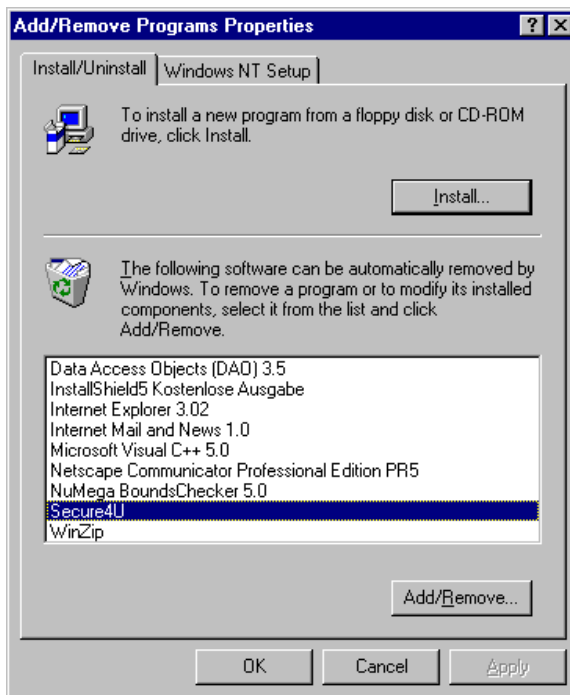 Add/Remove Programs Properties
Install/Uninstall
Windows NT Setup
To install a new program from a floppy disk or CD-ROM
drive, click Install.
Install...
The following software can be automatically removed by
Windows. To remove a program or to modify its installed
components, select it from the list and click
Add/Remove.
Data Access Objects (DAO) 3.5
InstallShield5 Kostenlose Ausgabe
Internet Explorer 3.02
Internet Mail and News 1.0
Microsoft Visual C++ 5.0
Netscape Communicator Professional Edition PR5
NuMega BoundsChecker 5.0
Secure4U
WinZip
Add/Remove...
OK
Cancel
Apply